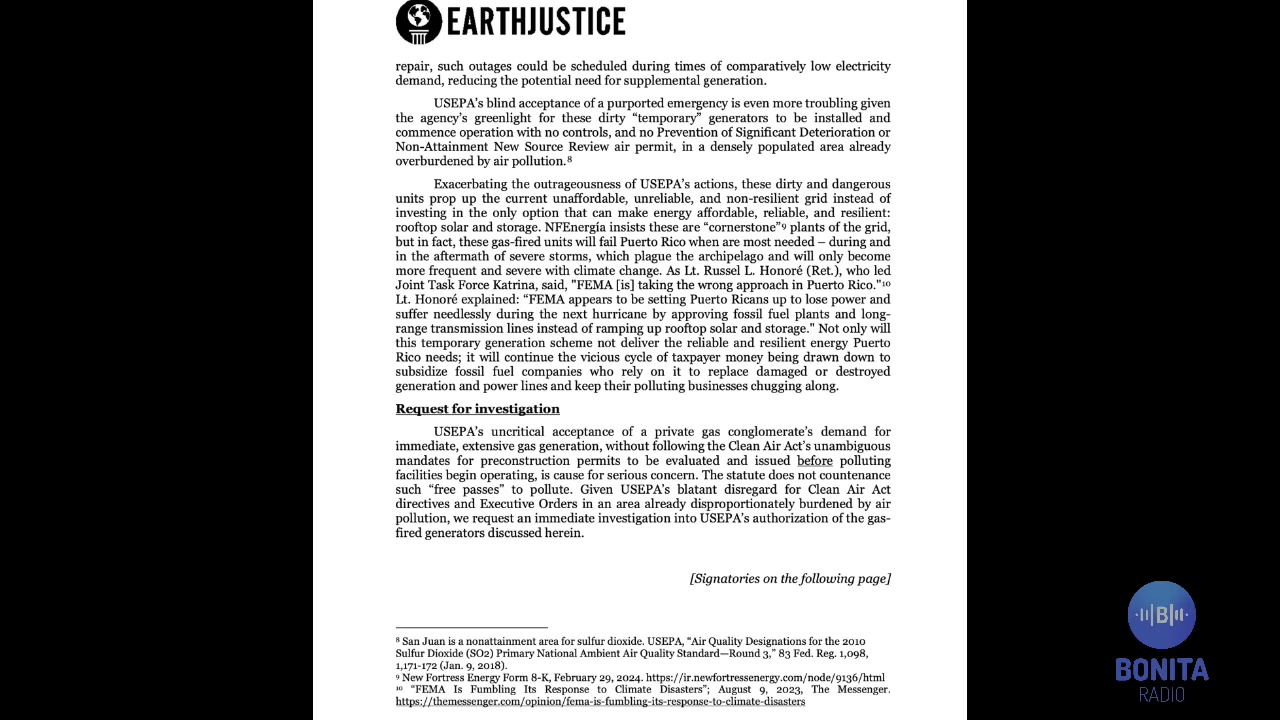 EARTHJUSTICE
repair, such outages could be scheduled during times of comparatively low electricity
demand, reducing the potential need for supplemental generation.
USEPA's blind acceptance of a purported emergency is even more troubling given
the agency's greenlight for these dirty “temporary” generators to be installed and
commence operation with no controls, and no Prevention of Significant Deterioration or
Non-Attainment New Source Review air permit, in a densely populated area already
overburdened by air pollution.⁸
Exacerbating the outrageousness of USEPA's actions, these dirty and dangerous
units prop up the current unaffordable, unreliable, and non-resilient grid instead of
investing in the only option that can make energy affordable, reliable, and resilient:
rooftop solar and storage. NFEnergía insists these are “cornerstone”⁹ plants of the grid,
but in fact, these gas-fired units will fail Puerto Rico when are most needed – during and
in the aftermath of severe storms, which plague the archipelago and will only become
more frequent and severe with climate change. As Lt. Russel L. Honoré (Ret.), who led
Joint Task Force Katrina, said, "FEMA [is] taking the wrong approach in Puerto Rico."¹⁰
Lt. Honoré explained: “FEMA appears to be setting Puerto Ricans up to lose power and
suffer needlessly during the next hurricane by approving fossil fuel plants and long-
range transmission lines instead of ramping up rooftop solar and storage." Not only will
this temporary generation scheme not deliver the reliable and resilient energy Puerto
Rico needs; it will continue the vicious cycle of taxpayer money being drawn down to
subsidize fossil fuel companies who rely on it to replace damaged or destroyed
generation and power lines and keep their polluting businesses chugging along.
Request for investigation
USEPA's uncritical acceptance of a private gas conglomerate's demand for
immediate, extensive gas generation, without following the Clean Air Act's unambiguous
mandates for preconstruction permits to be evaluated and issued before polluting
facilities begin operating, is cause for serious concern. The statute does not countenance
such “free passes” to pollute. Given USEPA's blatant disregard for Clean Air Act
directives and Executive Orders in an area already disproportionately burdened by air
pollution, we request an immediate investigation into USEPA's authorization of the gas-
fired generators discussed herein.
[Signatories on the following page]
⁸ San Juan is a nonattainment area for sulfur dioxide. USEPA, “Air Quality Designations for the 2010
Sulfur Dioxide (SO2) Primary National Ambient Air Quality Standard—Round 3,” 83 Fed. Reg. 1,098,
1,171-172 (Jan. 9, 2018).
⁹ New Fortress Energy Form 8-K, February 29, 2024. https://ir.newfortressenergy.com/node/9136/html
¹⁰ “FEMA Is Fumbling Its Response to Climate Disasters”; August 9, 2023, The Messenger.
https://themessenger.com/opinion/fema-is-fumbling-its-response-to-climate-disasters
B
BONITA
RADIO